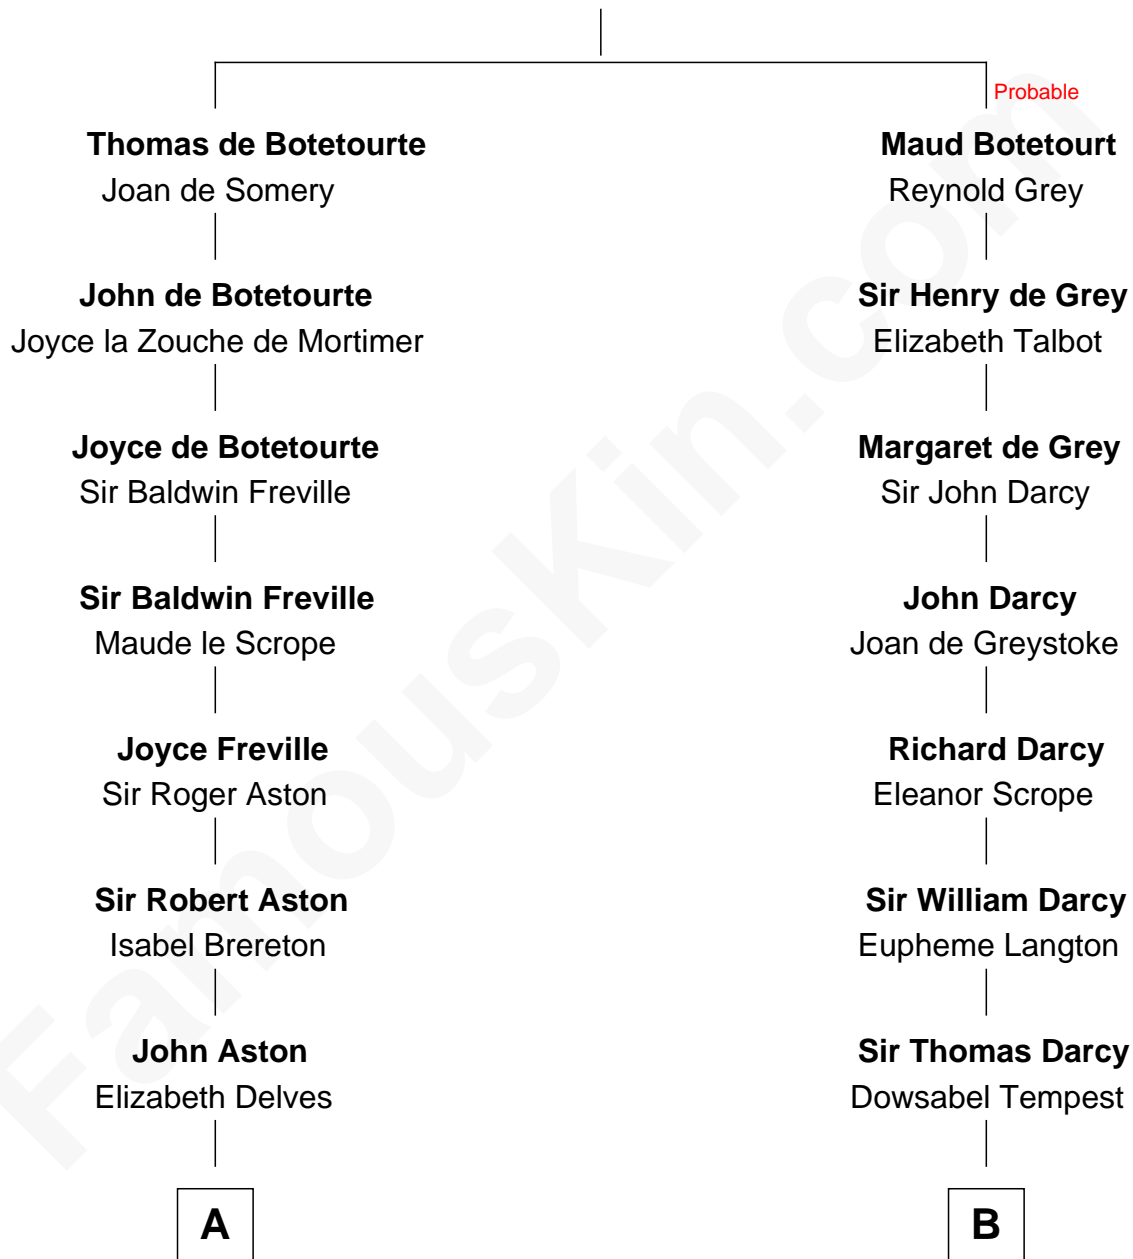 Probable
Thomas de Botetourte
Joan de Somery
Maud Botetourt
Reynold Grey
John de Botetourte
Joyce la Zouche de Mortimer
Sir Henry de Grey
Elizabeth Talbot
Joyce de Botetourte
Sir Baldwin Freville
Margaret de Grey
Sir John Darcy
Sir Baldwin Freville
Maude le Scrope
John Darcy
Joan de Greystoke
Joyce Freville
Sir Roger Aston
Richard Darcy
Eleanor Scrope
Sir Robert Aston
Isabel Brereton
Sir William Darcy
Eupheme Langton
John Aston
Elizabeth Delves
Sir Thomas Darcy
Dowsabel Tempest
A
B
FamousKin.com